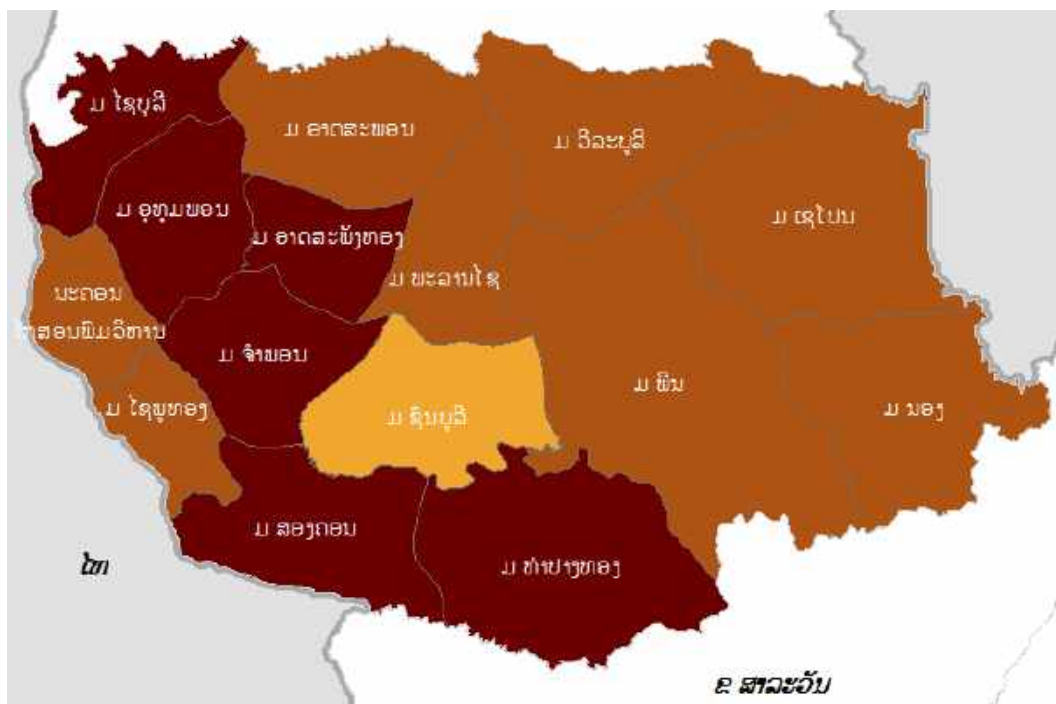 ມ ໄຊບູລີ
ມ ອາດສະພອນ
ມ ວິລະບູລີ
ມ ອຸທຸມພອນ
ມ ເຊໂປນ
ມ ອາດສະພັງທອງ
ມ ພະລານໄຊ
ນະຄອນ
ໄກສອນພົມວິຫານ
ມ ຈຳພອນ
ມ ພິນ
ມ ໄຊພູທອງ
ມ ຊົນບູລີ
ມ ນອງ
ມ ສອງຄອນ
ມ ທ່າປາງທອງ
ໄທ
ຂ ສາລະວັນ